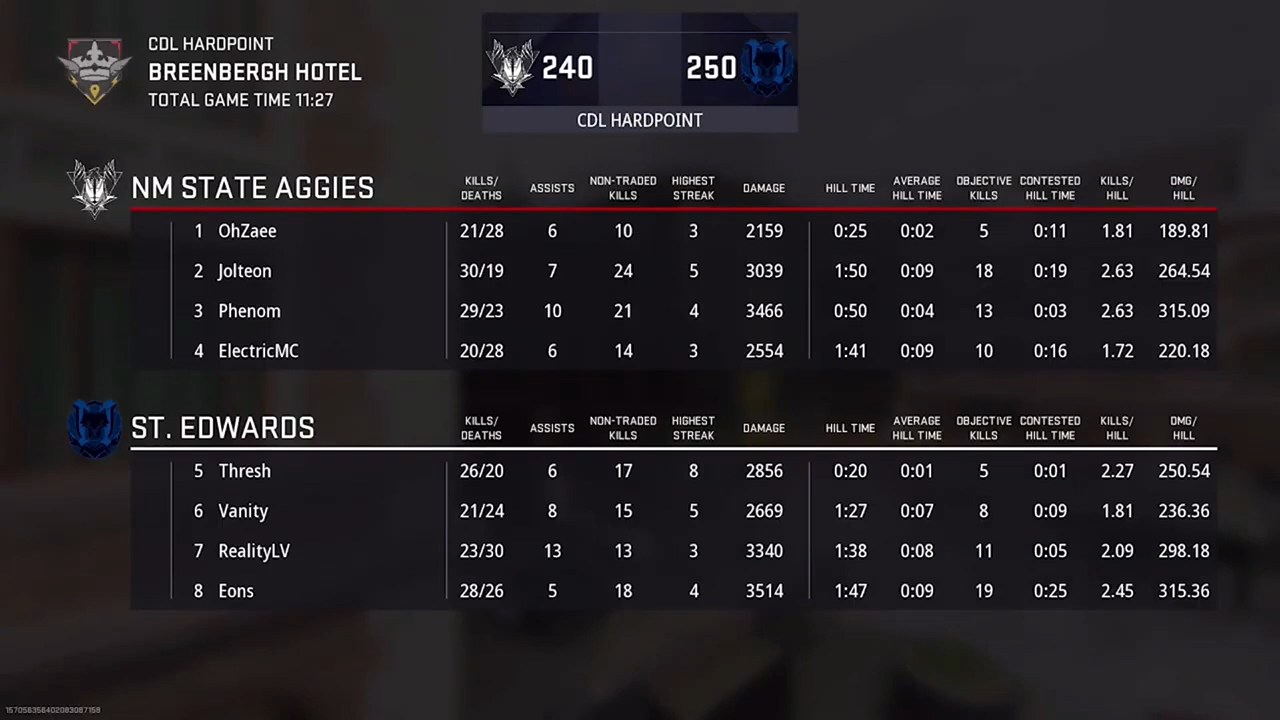 CDL HARDPOINT
BREENBERGH HOTEL
TOTAL GAME TIME 11:27
240 250
CDL HARDPOINT
NM STATE AGGIES KILLS/ DEATHS ASSISTS NON-TRADED KILLS HIGHEST STREAK DAMAGE HILL TIME AVERAGE HILL TIME OBJECTIVE KILLS CONTESTED HILL TIME KILLS/ HILL DMG/ HILL
1 OhZaee 21/28 6 10 3 2159 0:25 0:02 5 0:11 1.81 189.81
2 Jolteon 30/19 7 24 5 3039 1:50 0:09 18 0:19 2.63 264.54
3 Phenom 29/23 10 21 4 3466 0:50 0:04 13 0:03 2.63 315.09
4 ElectricMC 20/28 6 14 3 2554 1:41 0:09 10 0:16 1.72 220.18
ST. EDWARDS KILLS/ DEATHS ASSISTS NON-TRADED KILLS HIGHEST STREAK DAMAGE HILL TIME AVERAGE HILL TIME OBJECTIVE KILLS CONTESTED HILL TIME KILLS/ HILL DMG/ HILL
5 Thresh 26/20 6 17 8 2856 0:20 0:01 5 0:01 2.27 250.54
6 Vanity 21/24 8 15 5 2669 1:27 0:07 8 0:09 1.81 236.36
7 RealityLV 23/30 13 13 3 3340 1:38 0:08 11 0:05 2.09 298.18
8 Eons 28/26 5 18 4 3514 1:47 0:09 19 0:25 2.45 315.36